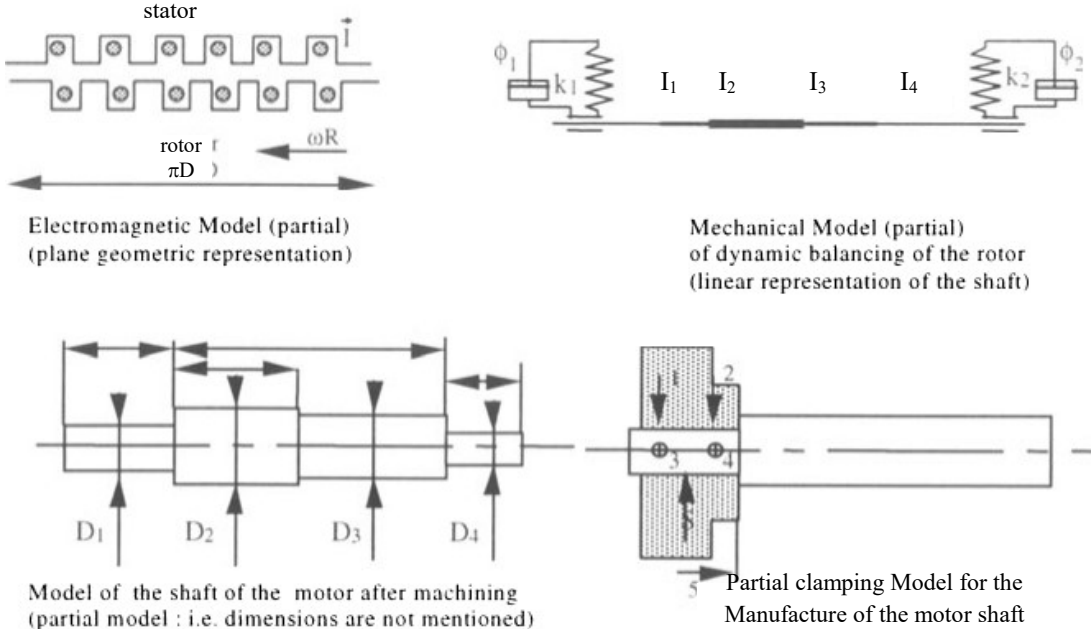 stator
I
rotor
ωR
πD
Electromagnetic Model (partial)
(plane geometric representation)
ϕ1
k1
I1 I2 I3 I4
k2
ϕ2
Mechanical Model (partial)
of dynamic balancing of the rotor
(linear representation of the shaft)
D1 D2 D3 D4
Model of the shaft of the motor after machining
(partial model : i.e. dimensions are not mentioned)
1
2
3
4
5
Partial clamping Model for the
Manufacture of the motor shaft